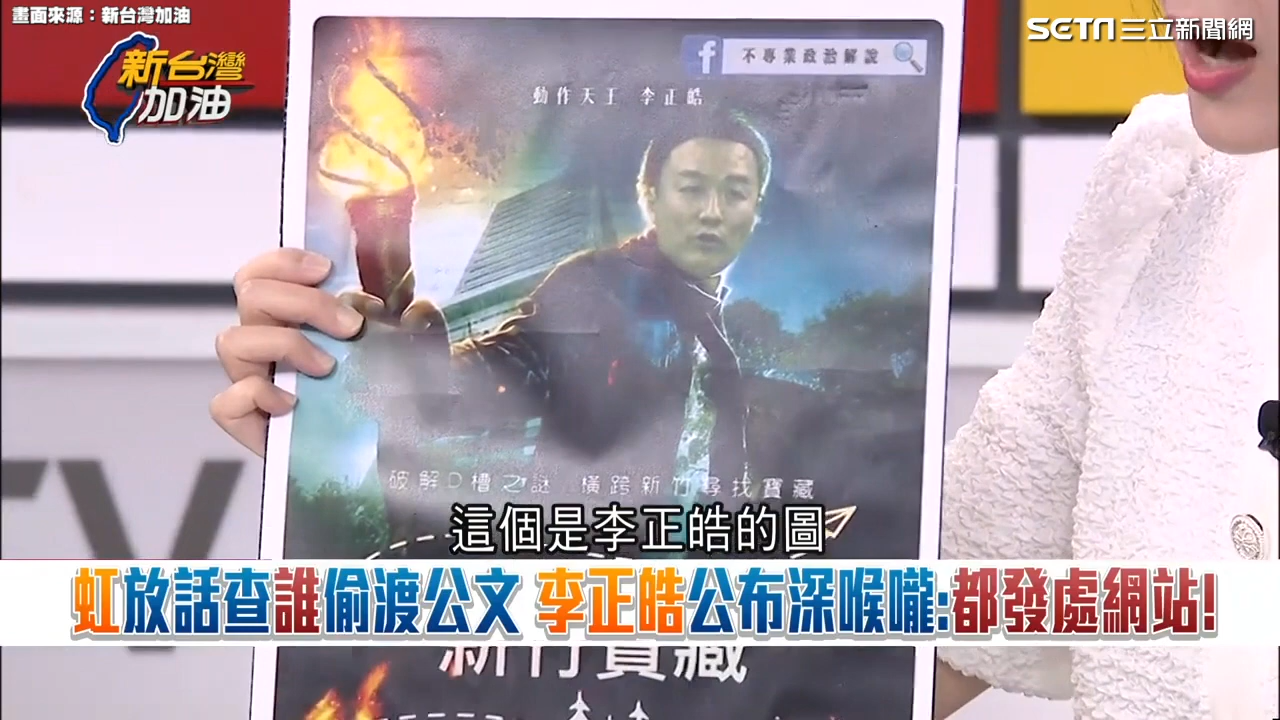 畫面來源：新台灣加油
SETN三立新聞網
新台灣
加油
f 不專業政治解說
動作天王 李正皓
破解D槽之謎 橫跨新竹尋找寶藏
這個是李正皓的圖
虹放話查誰偷渡公文 李正皓公布深喉嚨:都發處網站!
新竹寶藏
TV